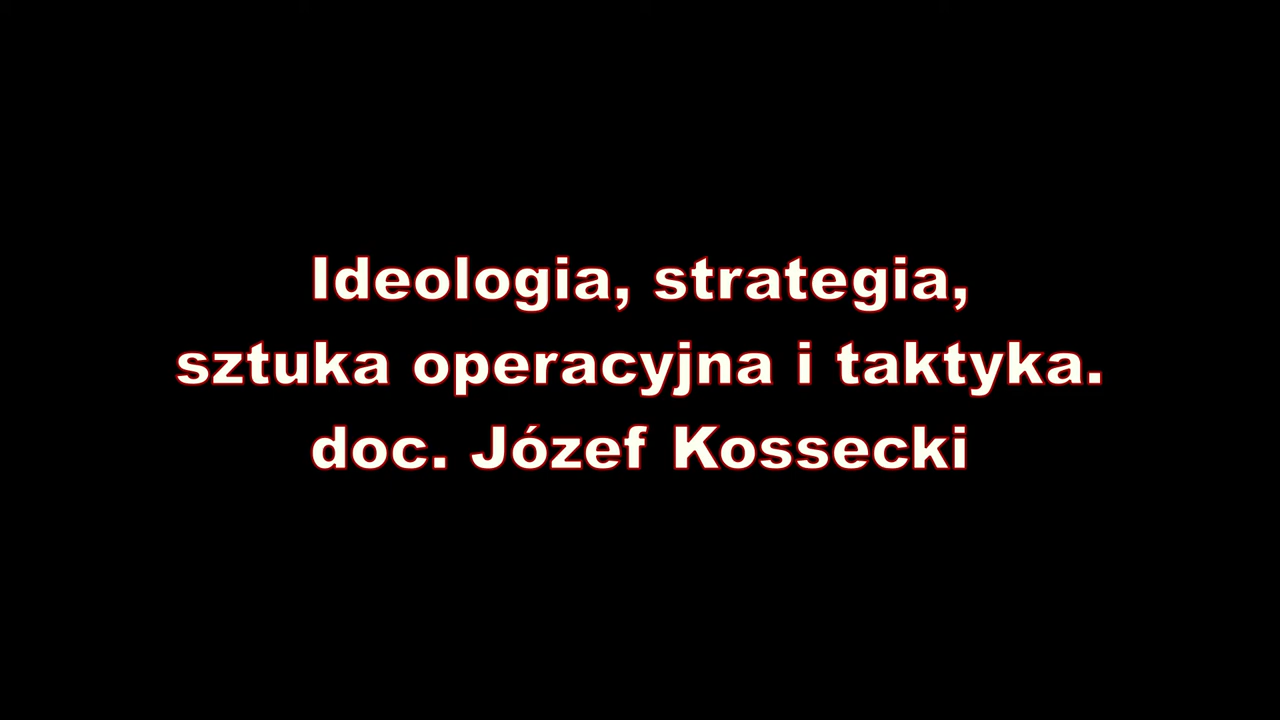 Ideologia, strategia,
sztuka operacyjna i taktyka.
doc. Józef Kossecki